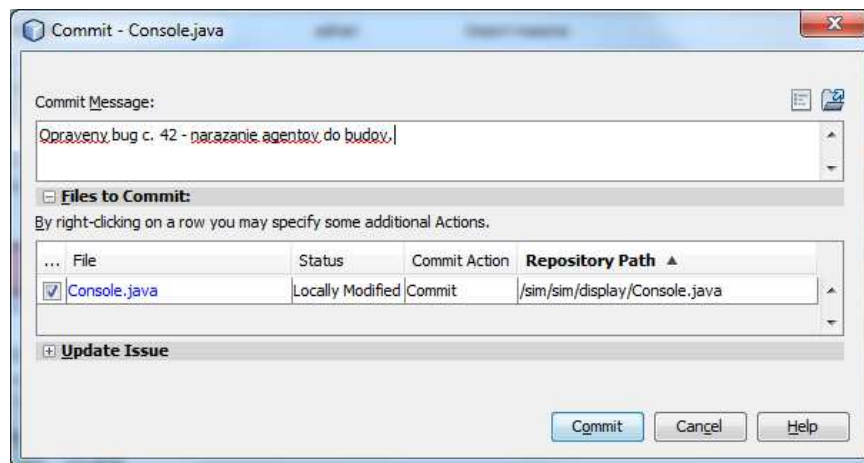 Commit - Console.java
Commit Message:
Opraveny bug c. 42 - narazanie agentov do budov.
Files to Commit:
By right-clicking on a row you may specify some additional Actions.
... File Status Commit Action Repository Path ▲
Console.java Locally Modified Commit /sim/sim/display/Console.java
Update Issue
Commit Cancel Help